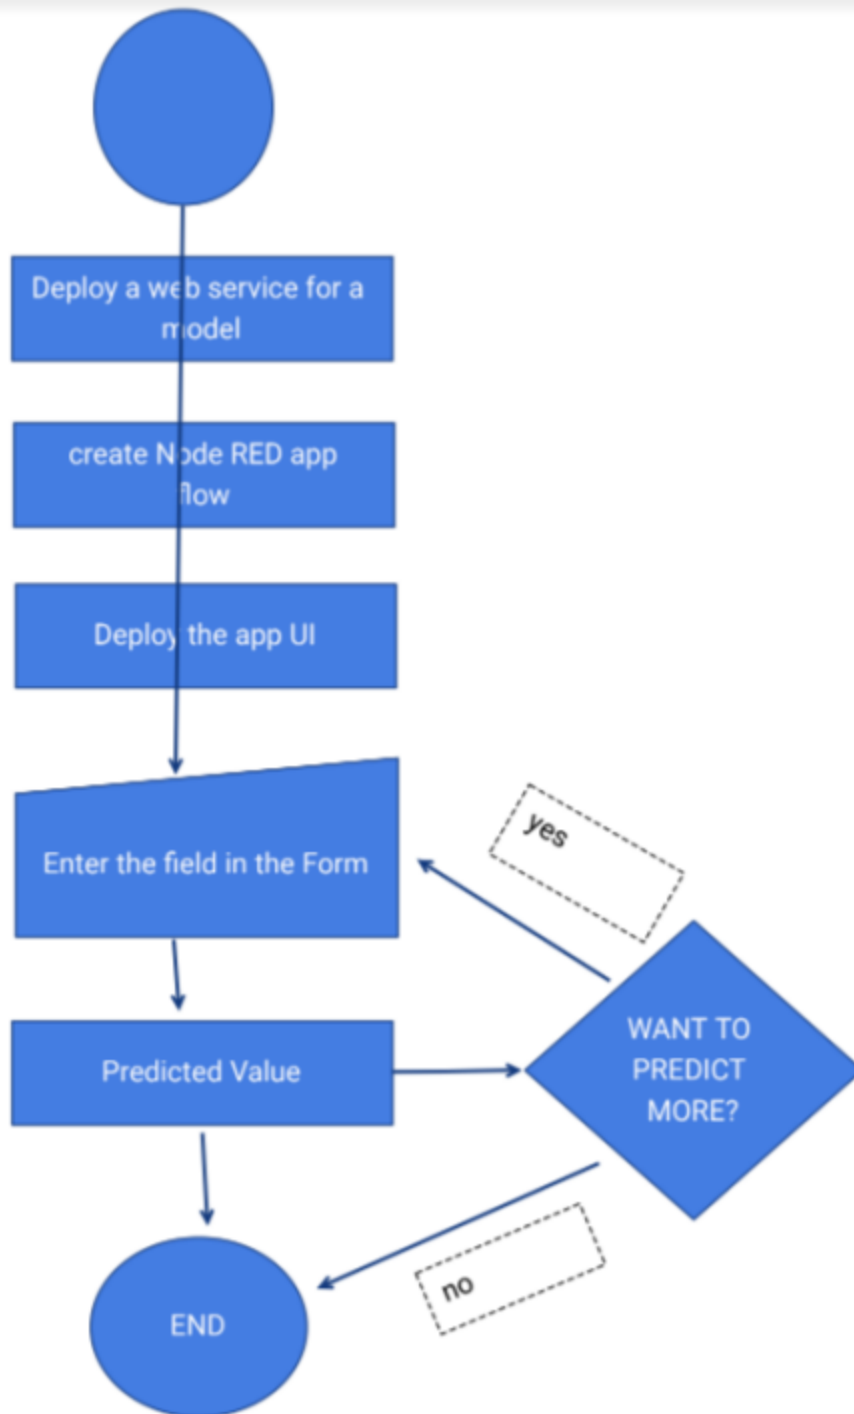 Deploy a web service for a
model
create Node RED app
flow
Deploy the app UI
Enter the field in the Form
yes
WANT TO
PREDICT
MORE?
Predicted Value
no
END